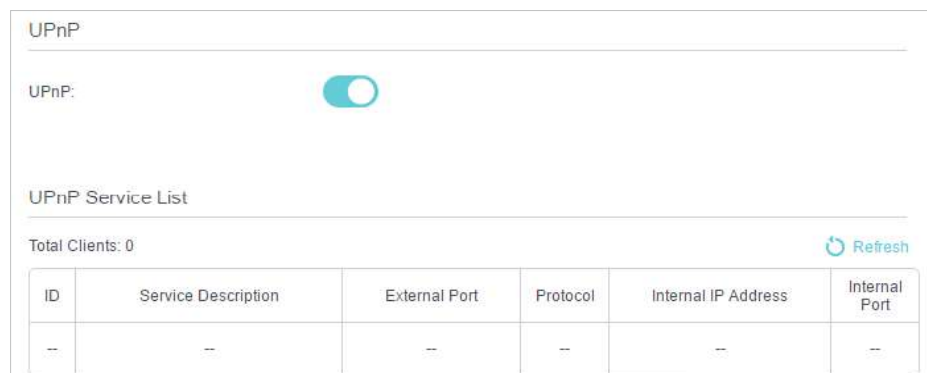 UPnP
UPnP:
UPnP Service List
Total Clients: 0
Refresh
ID Service Description External Port Protocol Internal IP Address Internal Port
-- -- -- -- -- --